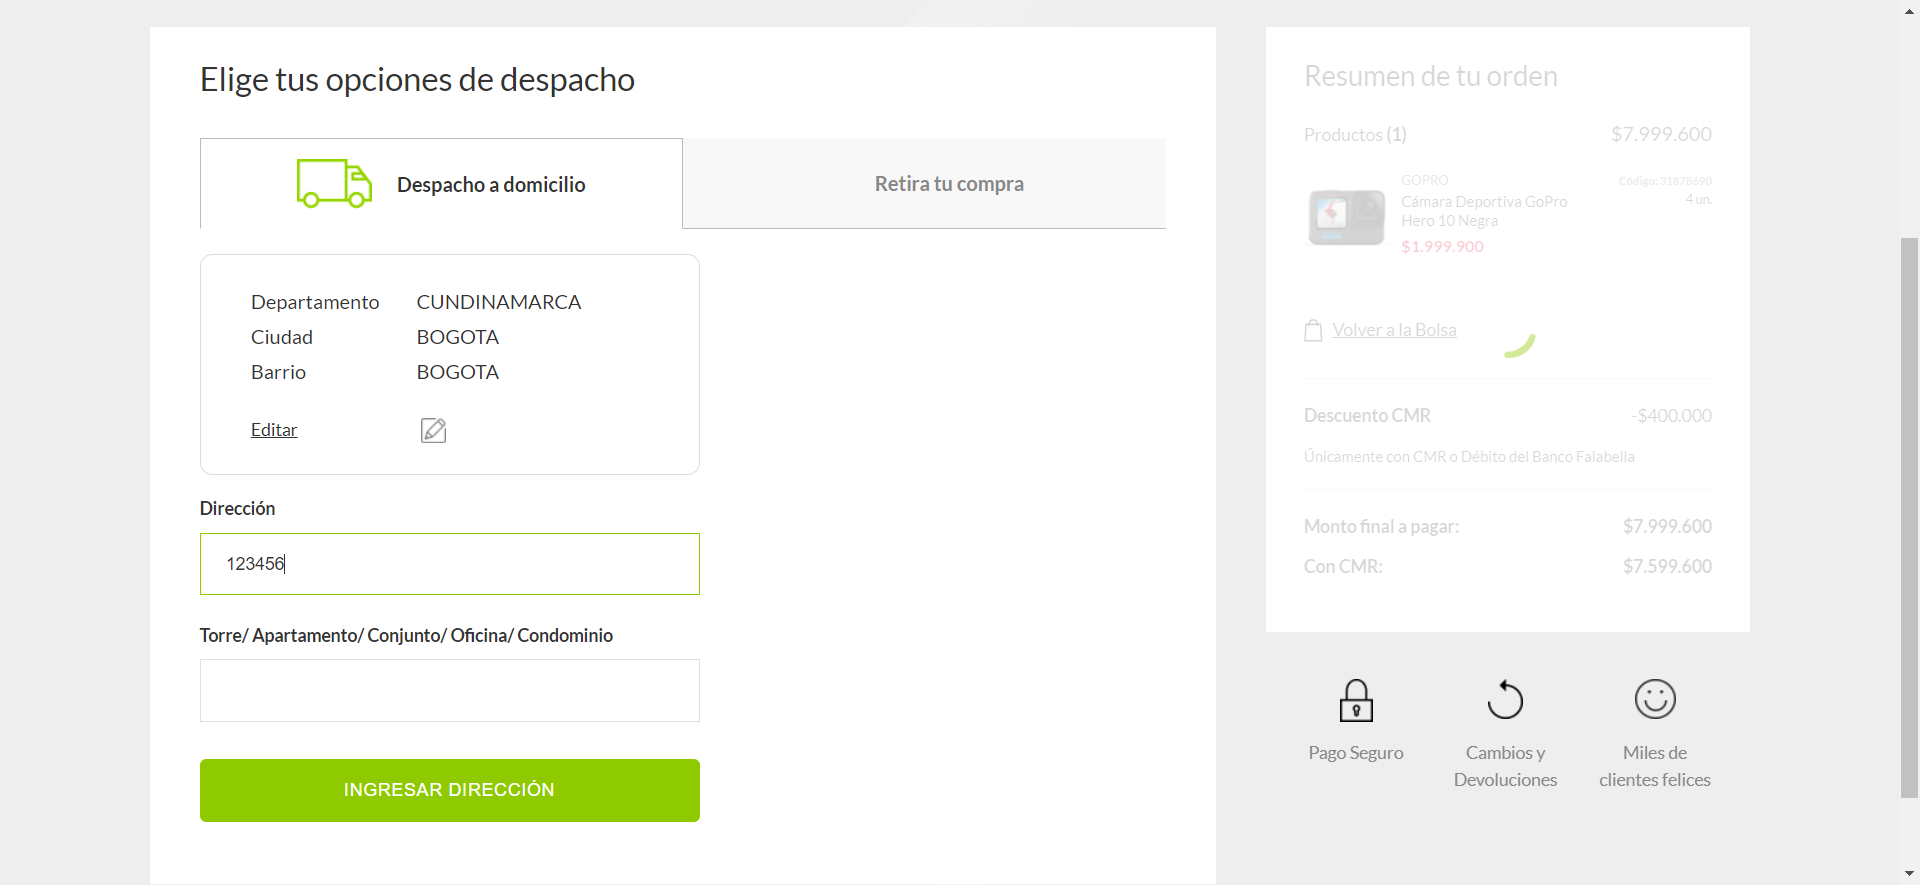 Elige tus opciones de despacho
Despacho a domicilio
Retira tu compra
Departamento CUNDINAMARCA
Ciudad BOGOTA
Barrio BOGOTA
Editar
Dirección
123456
Torre/ Apartamento/ Conjunto/ Oficina/ Condominio
INGRESAR DIRECCIÓN
Resumen de tu orden
Productos (1) $7.999.600
GOPRO Código: 31878690
Cámara Deportiva GoPro 4 un.
Hero 10 Negra
$1.999.900
Volver a la Bolsa
Descuento CMR -$400.000
Únicamente con CMR o Débito del Banco Falabella
Monto final a pagar: $7.999.600
Con CMR: $7.599.600
Pago Seguro
Cambios y
Devoluciones
Miles de
clientes felices